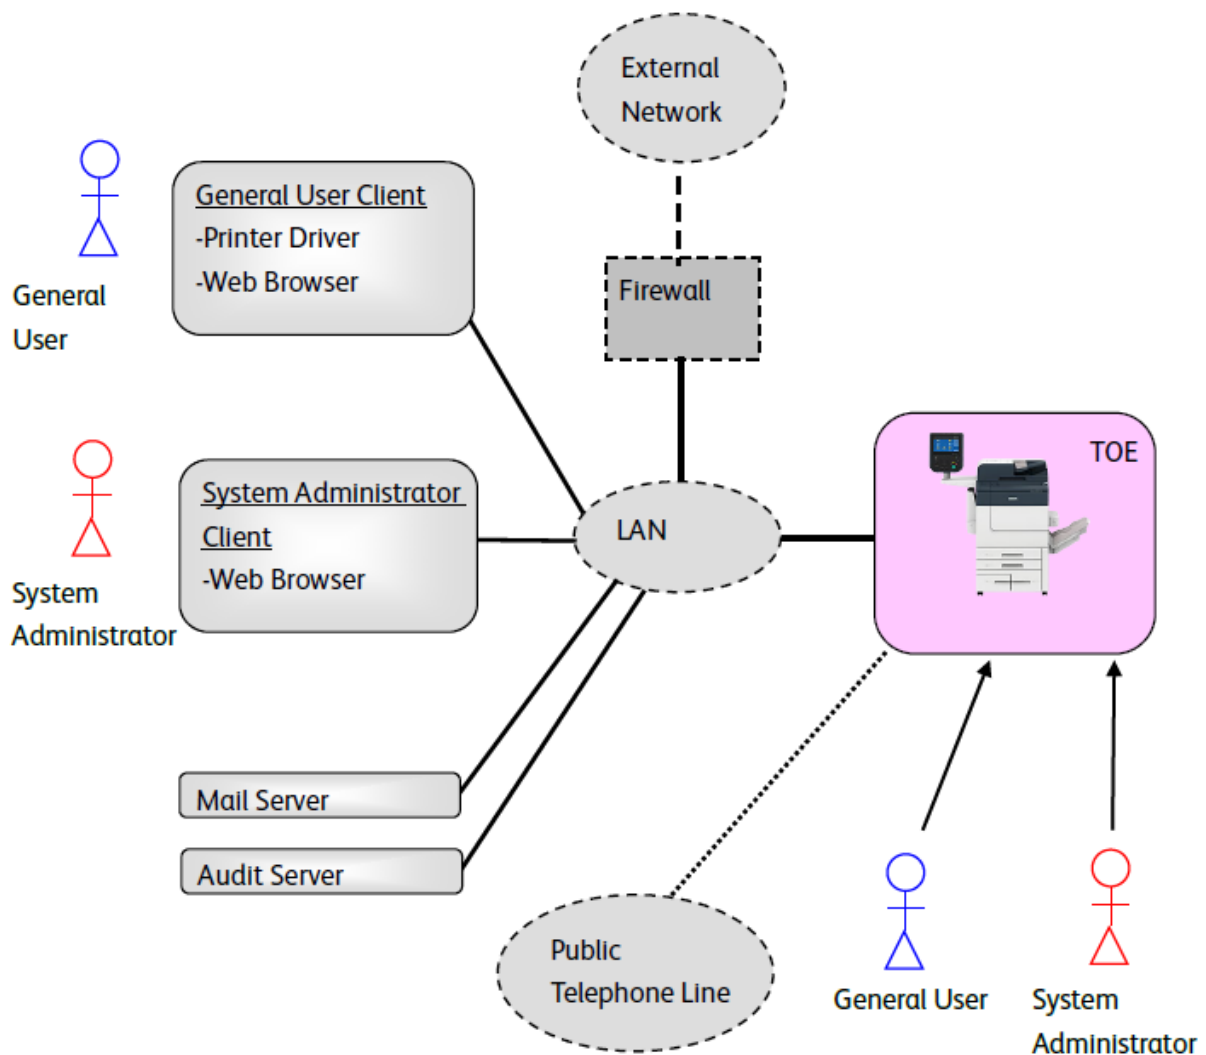 External
Network
General User Client
-Printer Driver
-Web Browser
General
User
Firewall
TOE
System Administrator
Client
-Web Browser
LAN
System
Administrator
Mail Server
Audit Server
Public
Telephone Line
General User
System
Administrator